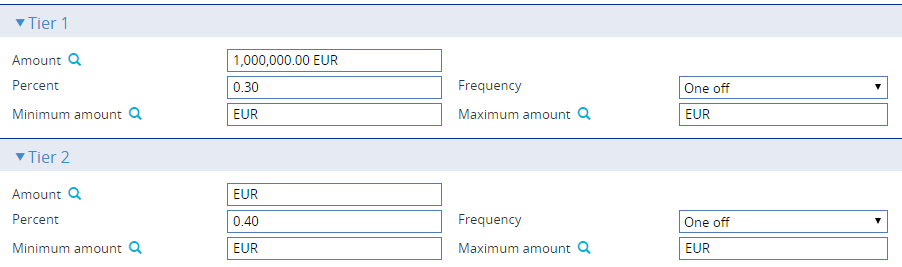 Tier 1
Amount 1,000,000.00 EUR
Percent 0.30 Frequency One off
Minimum amount EUR Maximum amount EUR
Tier 2
Amount EUR
Percent 0.40 Frequency One off
Minimum amount EUR Maximum amount EUR